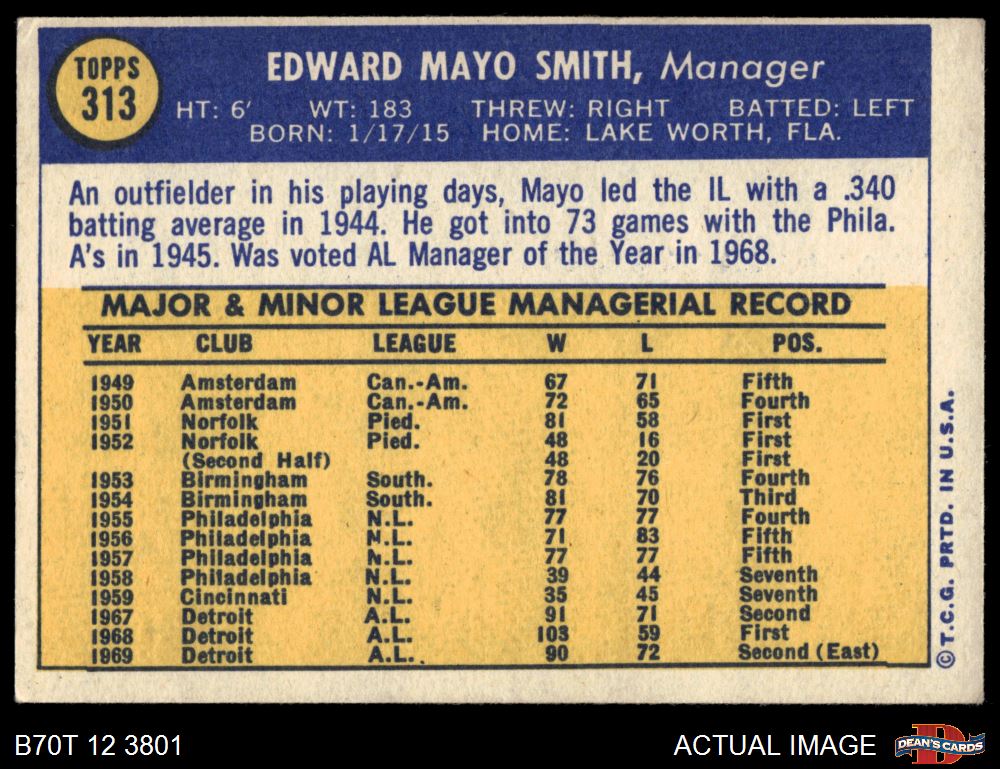 TOPPS
313
EDWARD MAYO SMITH, Manager
HT: 6' WT: 183 THREW: RIGHT BATTED: LEFT
BORN: 1/17/15 HOME: LAKE WORTH, FLA.
An outfielder in his playing days, Mayo led the IL with a .340
batting average in 1944. He got into 73 games with the Phila.
A's in 1945. Was voted AL Manager of the Year in 1968.
MAJOR & MINOR LEAGUE MANAGERIAL RECORD
YEAR CLUB LEAGUE W L POS.
1949 Amsterdam Can.-Am. 67 71 Fifth
1950 Amsterdam Can.-Am. 72 65 Fourth
1951 Norfolk Pied. 81 58 First
1952 Norfolk Pied. 48 16 First
(Second Half) 48 20 First
1953 Birmingham South. 78 76 Fourth
1954 Birmingham South. 81 70 Third
1955 Philadelphia N.L. 77 77 Fourth
1956 Philadelphia N.L. 71 83 Fifth
1957 Philadelphia N.L. 77 77 Fifth
1958 Philadelphia N.L. 39 44 Seventh
1959 Cincinnati N.L. 35 45 Seventh
1967 Detroit A.L. 91 71 Second
1968 Detroit A.L. 103 59 First
1969 Detroit A.L. 90 72 Second (East)
© T.C.G. PRTD. IN U.S.A.
B70T 12 3801
ACTUAL IMAGE
DEAN'S CARDS